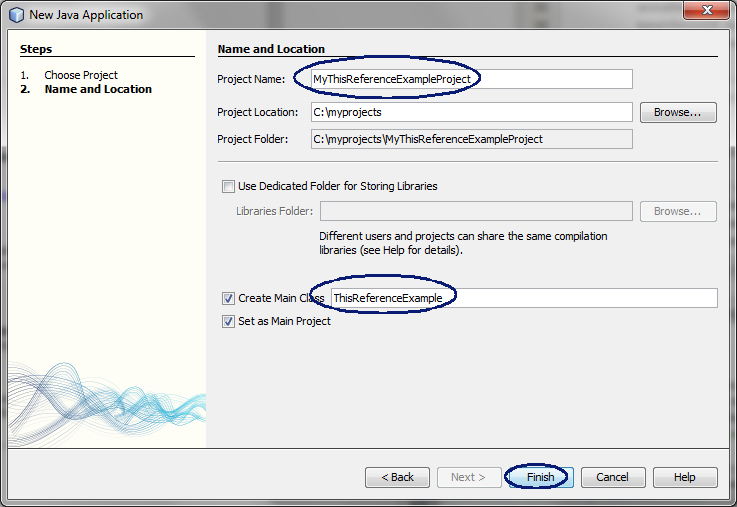 New Java Application
Steps
1. Choose Project
2. Name and Location
Name and Location
Project Name: MyThisReferenceExampleProject
Project Location: C:\myprojects Browse...
Project Folder: C:\myprojects\MyThisReferenceExampleProject
Use Dedicated Folder for Storing Libraries
Libraries Folder: Browse...
Different users and projects can share the same compilation
libraries (see Help for details).
Create Main Class ThisReferenceExample
Set as Main Project
< Back Next > Finish Cancel Help